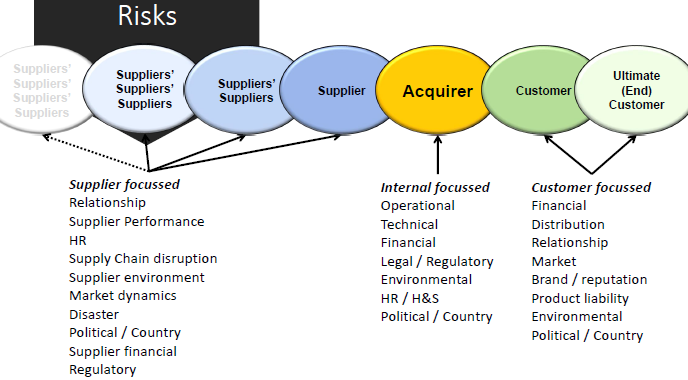 Risks
Suppliers’
Suppliers’
Suppliers’
Suppliers
Suppliers’
Suppliers’
Suppliers
Suppliers’
Suppliers
Supplier
Acquirer
Customer
Ultimate
(End)
Customer
Supplier focussed
Relationship
Supplier Performance
HR
Supply Chain disruption
Supplier environment
Market dynamics
Disaster
Political / Country
Supplier financial
Regulatory
Internal focussed
Operational
Technical
Financial
Legal / Regulatory
Environmental
HR / H&S
Political / Country
Customer focussed
Financial
Distribution
Relationship
Market
Brand / reputation
Product liability
Environmental
Political / Country